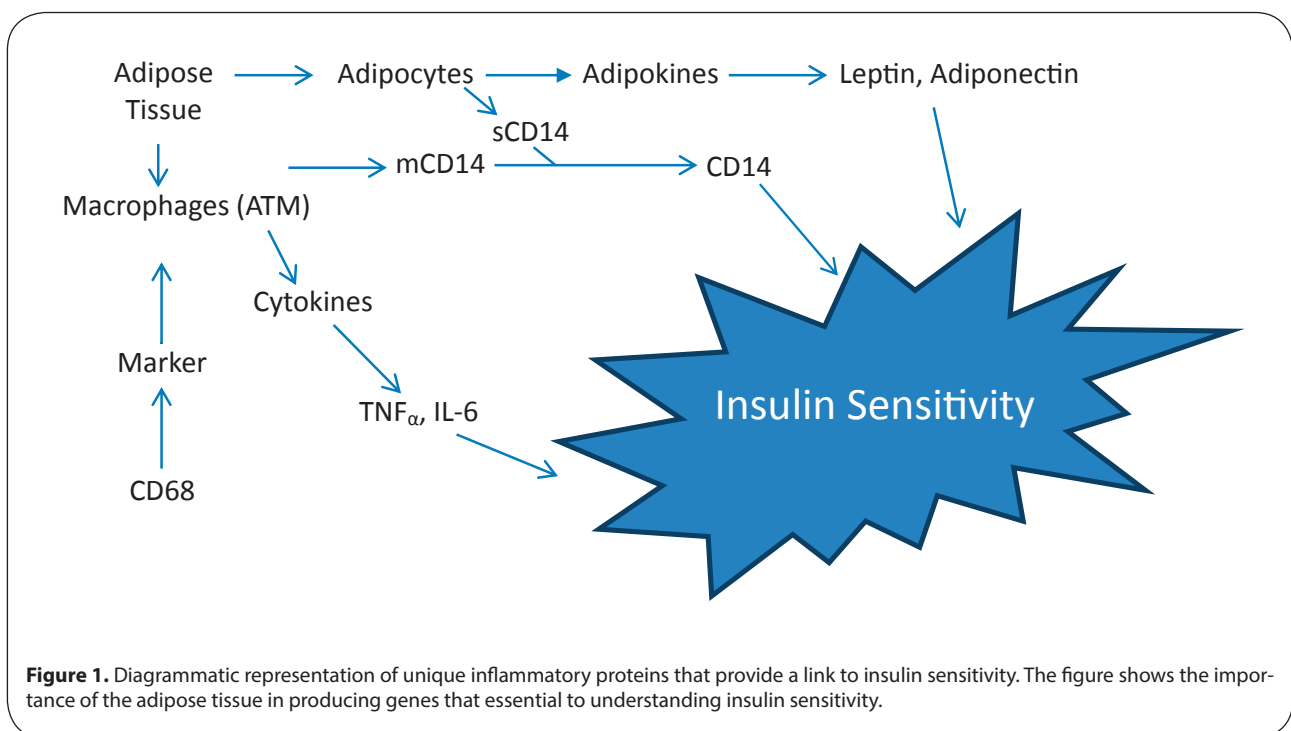 Adipose
Tissue
Adipocytes
Adipokines
Leptin, Adiponectin
sCD14
mCD14
CD14
Macrophages (ATM)
Cytokines
Marker
TNFα, IL-6
CD68
Insulin Sensitivity
Figure 1. Diagrammatic representation of unique inflammatory proteins that provide a link to insulin sensitivity. The figure shows the impor-
tance of the adipose tissue in producing genes that essential to understanding insulin sensitivity.